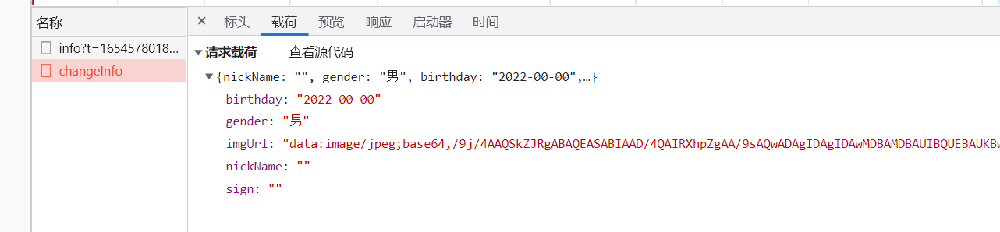 名称
× 标头 载荷 预览 响应 启动器 时间
info?t=1654578018...
changeInfo
请求载荷 查看源代码
{nickName: "", gender: "男", birthday: "2022-00-00",…}
birthday: "2022-00-00"
gender: "男"
imgUrl: "data:image/jpeg;base64,/9j/4AAQSkZJRgABAQEASABIAAD/4QAIRXhpZgAA/9sAQwADAgIDAgIDAwMDBAMDBAUIBQUEBAUKBw
nickName: ""
sign: ""